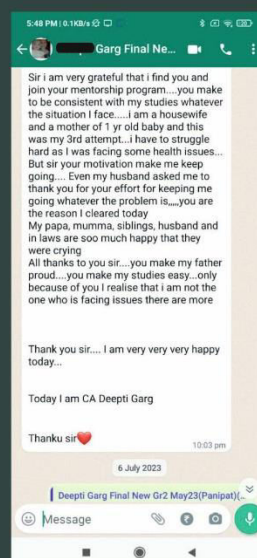 5:48 PM | 0.1KB/s
Garg Final Ne...
Sir i am very grateful that i find you and
join your mentorship program....you make
to be consistent with my studies whatever
the situation I face.....i am a housewife
and a mother of 1 yr old baby and this
was my 3rd attempt...i have to struggle
hard as I was facing some health issues...
But sir your motivation make me keep
going.... Even my husband asked me to
thank you for your effort for keeping me
going whatever the problem is,,,,,you are
the reason I cleared today
My papa, mumma, siblings, husband and
in laws are soo much happy that they
were crying
All thanks to you sir....you make my father
proud....you make my studies easy...only
because of you I realise that i am not the
one who is facing issues there are more
Thank you sir.... I am very very very happy
today...
Today I am CA Deepti Garg
Thanku sir❤️
10:03 pm
6 July 2023
Deepti Garg Final New Gr2 May23(Panipat)(...
Message